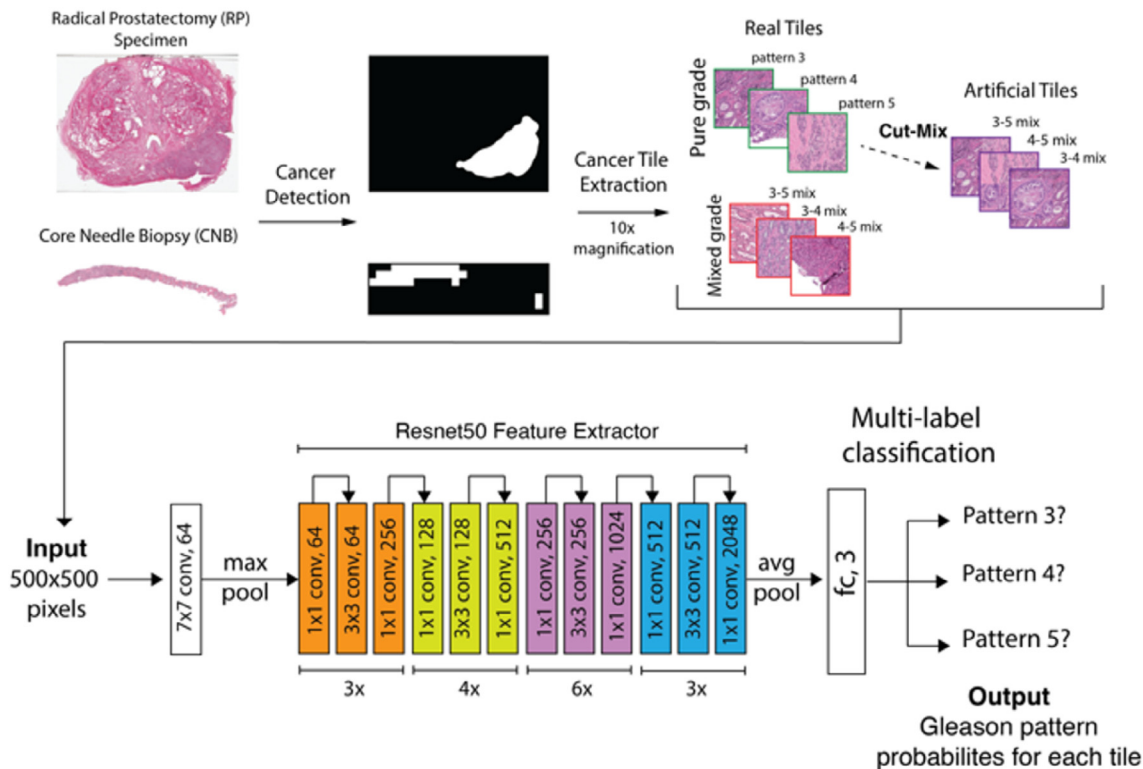 Radical Prostatectomy (RP)
Specimen
Core Needle Biopsy (CNB)
Cancer
Detection
Cancer Tile
Extraction
10x
magnification
Real Tiles
Pure grade
pattern 3
pattern 4
pattern 5
Mixed grade
3-5 mix
3-4 mix
4-5 mix
Cut-Mix
Artificial Tiles
3-5 mix
4-5 mix
3-4 mix
Resnet50 Feature Extractor
Multi-label
classification
Input
500x500
pixels
7x7 conv, 64
max
pool
1x1 conv, 64
3x3 conv, 64
1x1 conv, 256
1x1 conv, 128
3x3 conv, 128
1x1 conv, 512
1x1 conv, 256
3x3 conv, 256
1x1 conv, 1024
1x1 conv, 512
3x3 conv, 512
1x1 conv, 2048
3x
4x
6x
3x
avg
pool
fc, 3
Pattern 3?
Pattern 4?
Pattern 5?
Output
Gleason pattern
probabilites for each tile